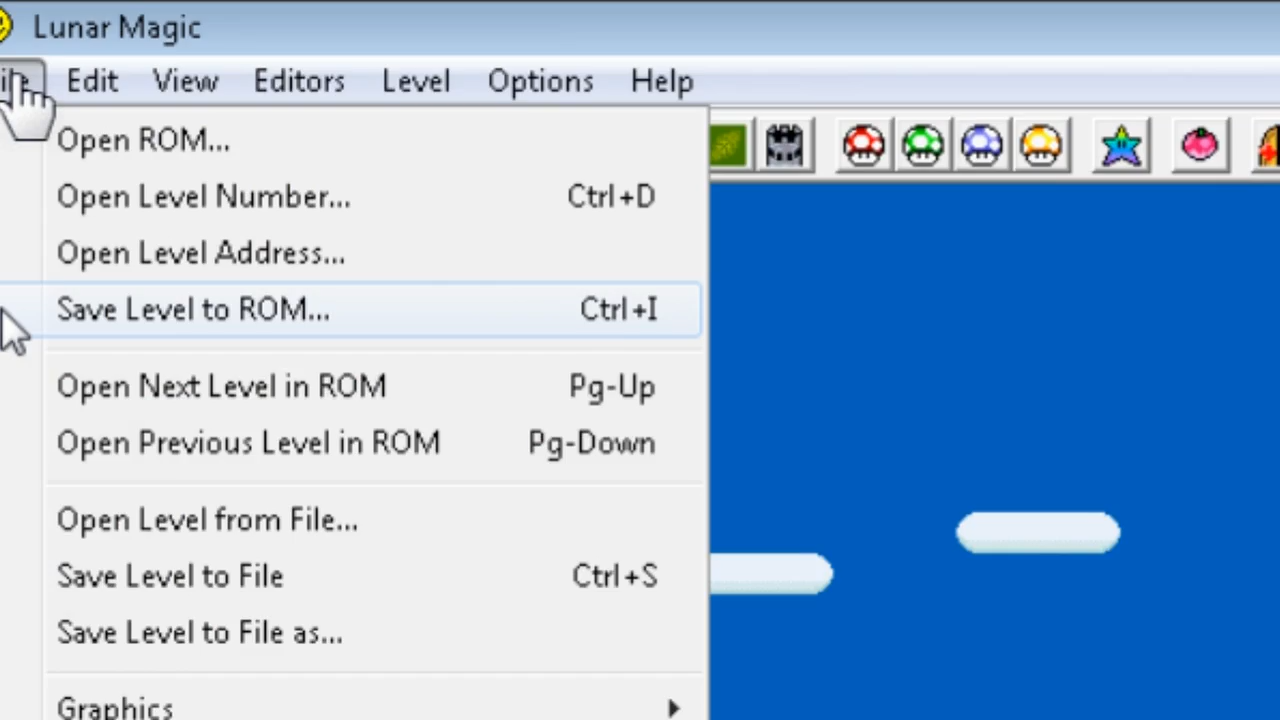 Lunar Magic
Edit View Editors Level Options Help
Open ROM...
Open Level Number... Ctrl+D
Open Level Address...
Save Level to ROM... Ctrl+I
Open Next Level in ROM Pg-Up
Open Previous Level in ROM Pg-Down
Open Level from File...
Save Level to File Ctrl+S
Save Level to File as...
Graphics